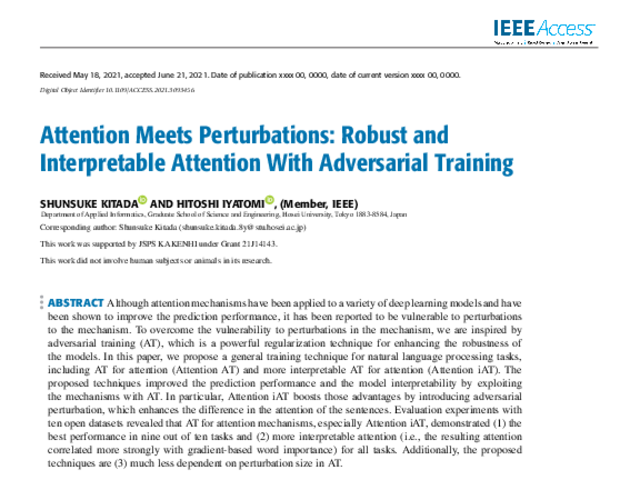 IEEE Access
Received May 18, 2021, accepted June 21, 2021. Date of publication xxxx 00, 0000, date of current version xxxx 00, 0000.
Digital Object Identifier 10.1109/ACCESS.2021.3093456
Attention Meets Perturbations: Robust and
Interpretable Attention With Adversarial Training
SHUNSUKE KITADA AND HITOSHI IYATOMI, (Member, IEEE)
Department of Applied Informatics, Graduate School of Science and Engineering, Hosei University, Tokyo 1883-8584, Japan
Corresponding author: Shunsuke Kitada (shunsuke.kitada.8y@stu.hosei.ac.jp)
This work was supported by JSPS KAKENHI under Grant 21J14143.
This work did not involve human subjects or animals in its research.
ABSTRACT Although attention mechanisms have been applied to a variety of deep learning models and have
been shown to improve the prediction performance, it has been reported to be vulnerable to perturbations
to the mechanism. To overcome the vulnerability to perturbations in the mechanism, we are inspired by
adversarial training (AT), which is a powerful regularization technique for enhancing the robustness of
the models. In this paper, we propose a general training technique for natural language processing tasks,
including AT for attention (Attention AT) and more interpretable AT for attention (Attention iAT). The
proposed techniques improved the prediction performance and the model interpretability by exploiting
the mechanisms with AT. In particular, Attention iAT boosts those advantages by introducing adversarial
perturbation, which enhances the difference in the attention of the sentences. Evaluation experiments with
ten open datasets revealed that AT for attention mechanisms, especially Attention iAT, demonstrated (1) the
best performance in nine out of ten tasks and (2) more interpretable attention (i.e., the resulting attention
correlated more strongly with gradient-based word importance) for all tasks. Additionally, the proposed
techniques are (3) much less dependent on perturbation size in AT.